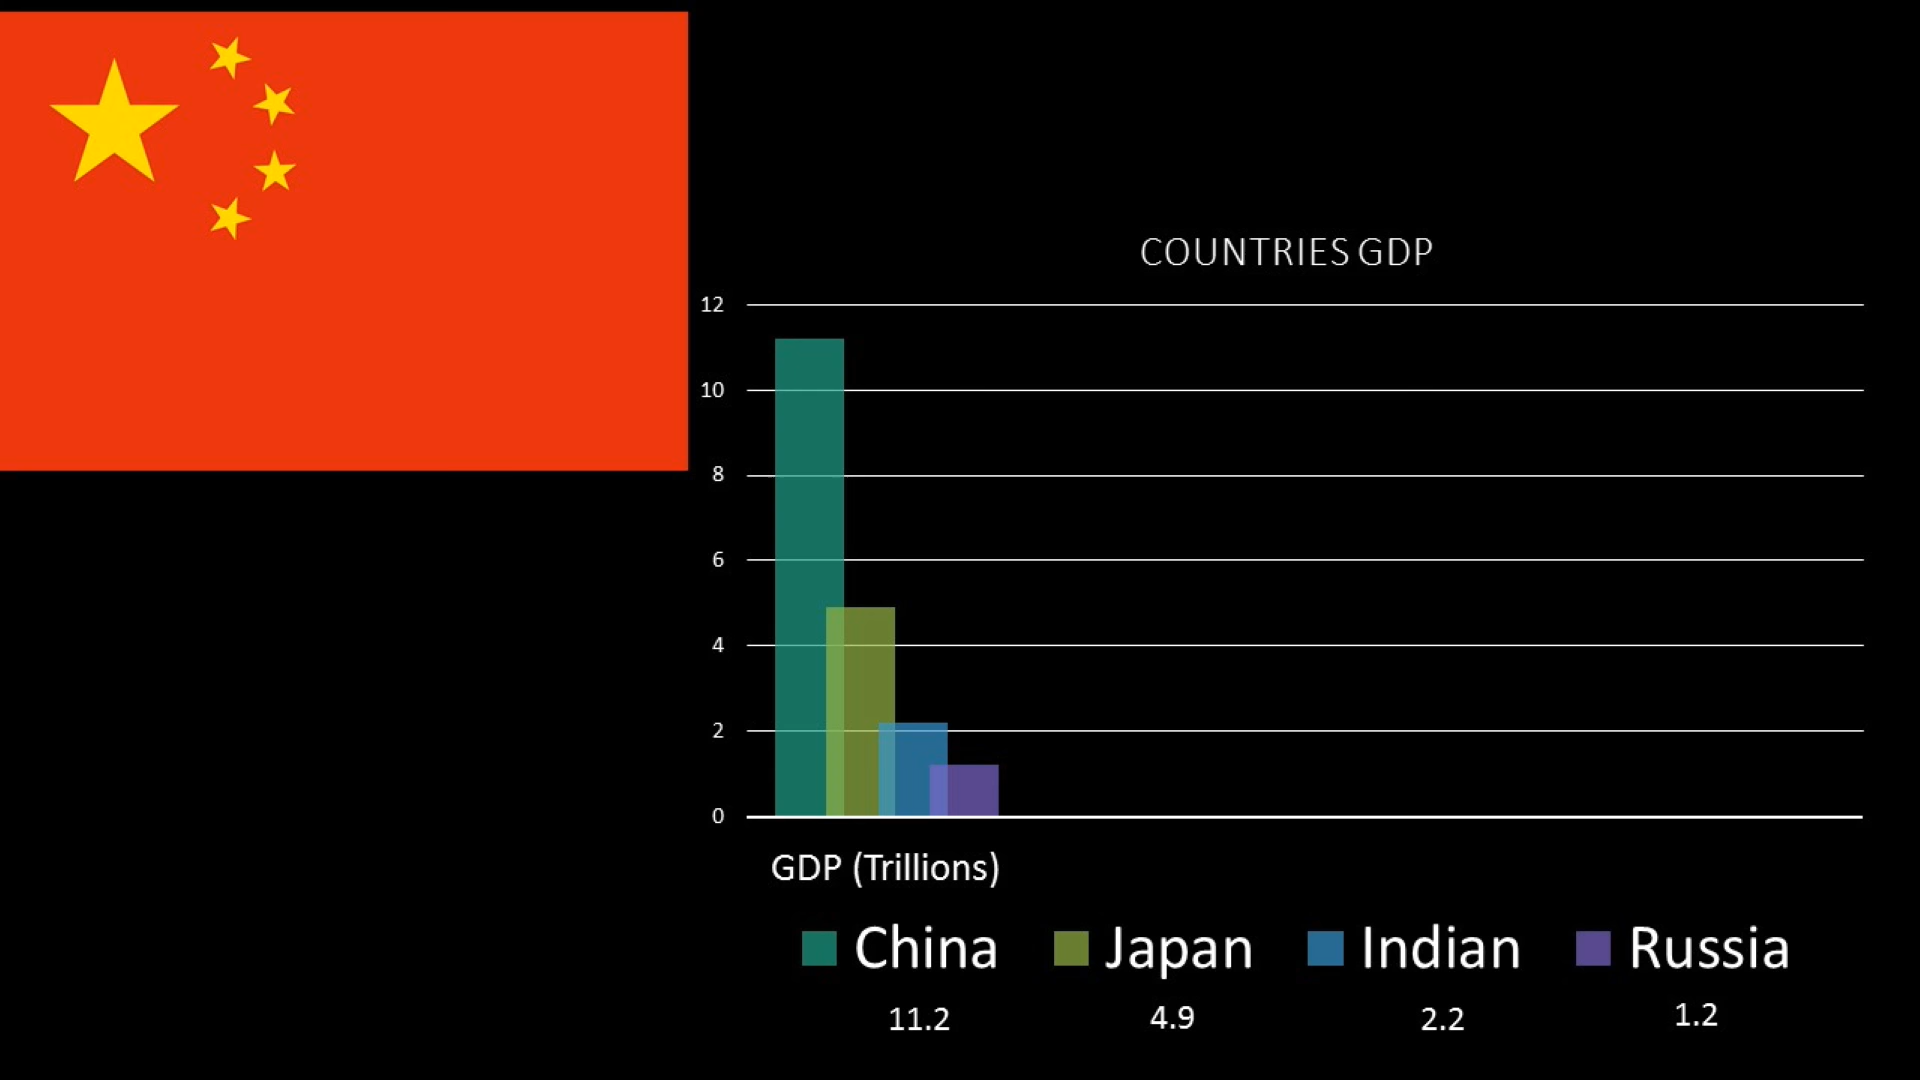 COUNTRIES GDP
12
10
8
6
4
2
0
GDP (Trillions)
China Japan Indian Russia
11.2 4.9 2.2 1.2